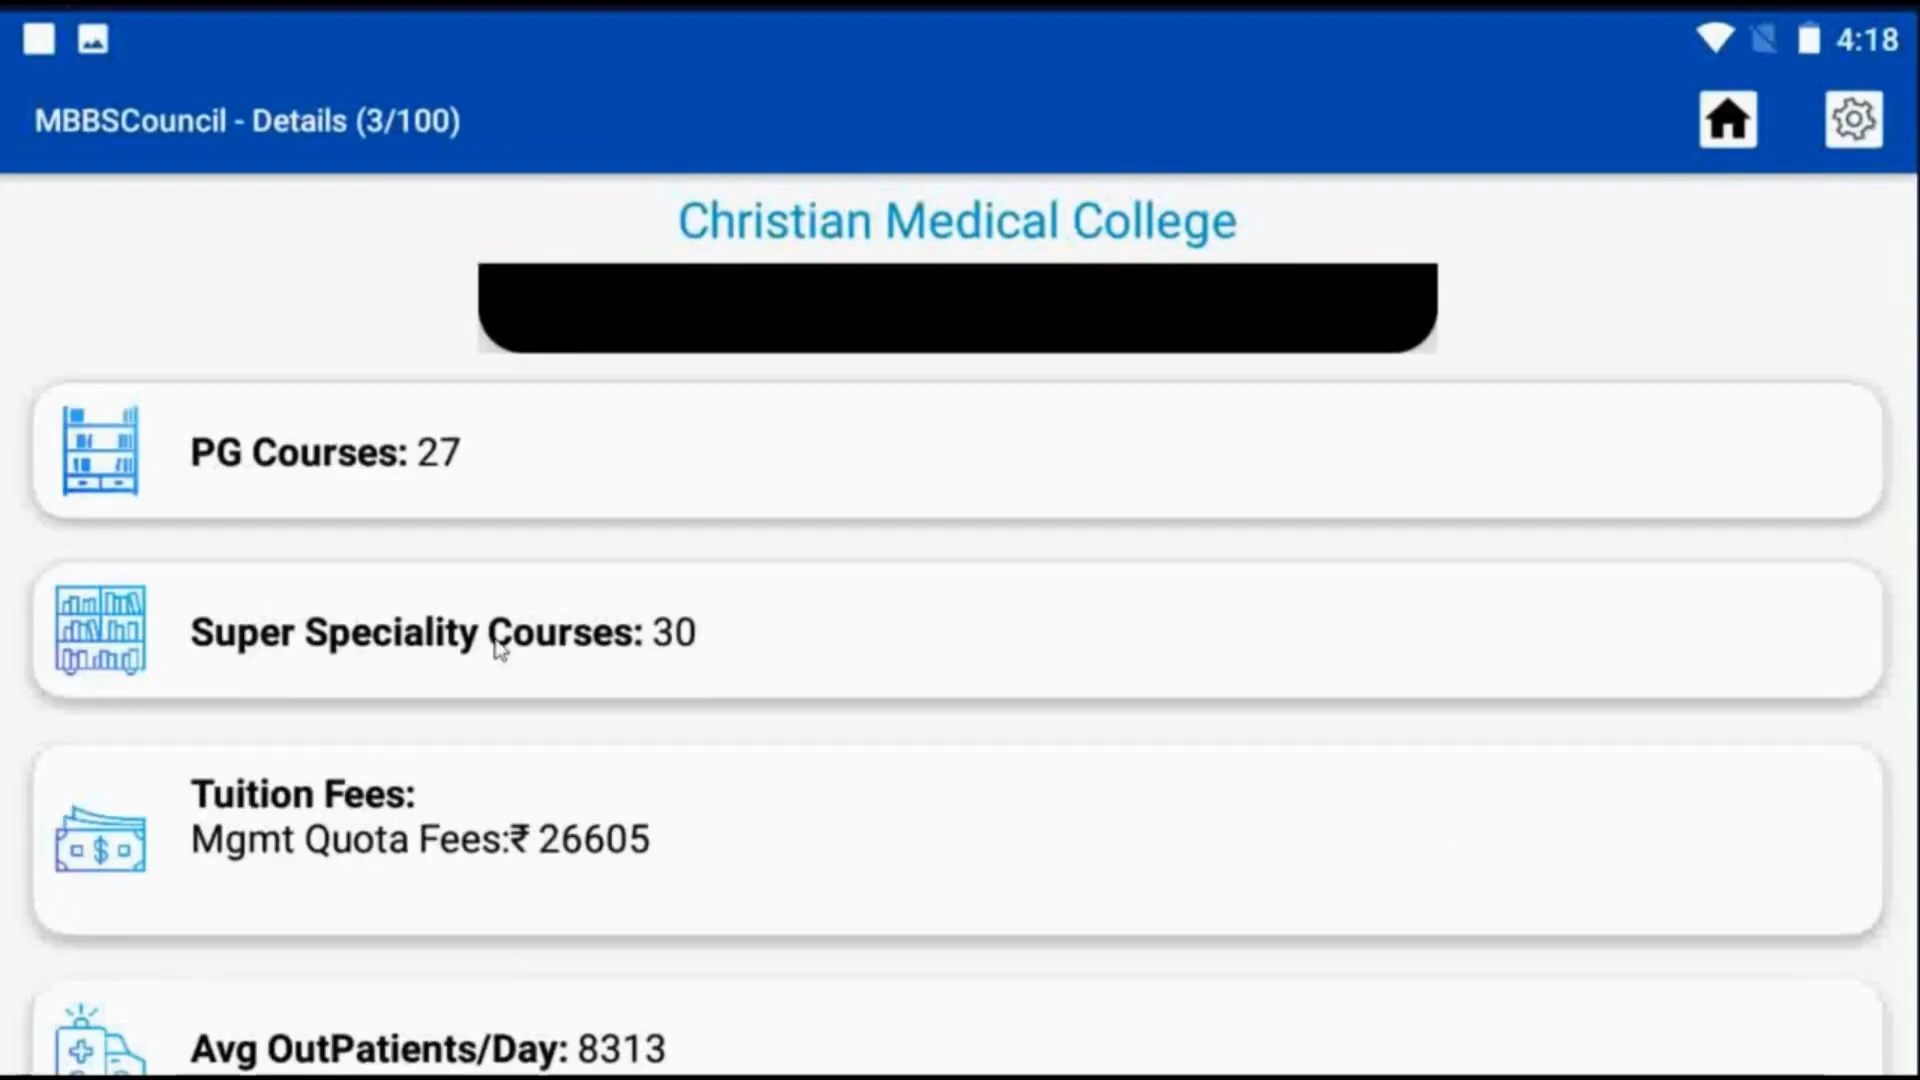 4:18
MBBSCouncil - Details (3/100)
Christian Medical College
PG Courses: 27
Super Speciality Courses: 30
Tuition Fees:
Mgmt Quota Fees:₹ 26605
Avg OutPatients/Day: 8313